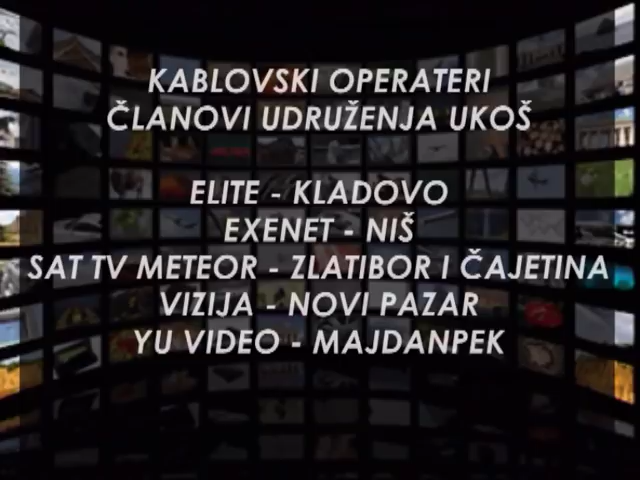 KABLOVSKI OPERATERI
ČLANOVI UDRUŽENJA UKOŠ
ELITE - KLADOVO
EXENET - NIŠ
SAT TV METEOR - ZLATIBOR I ČAJETINA
VIZIJA - NOVI PAZAR
YU VIDEO - MAJDANPEK